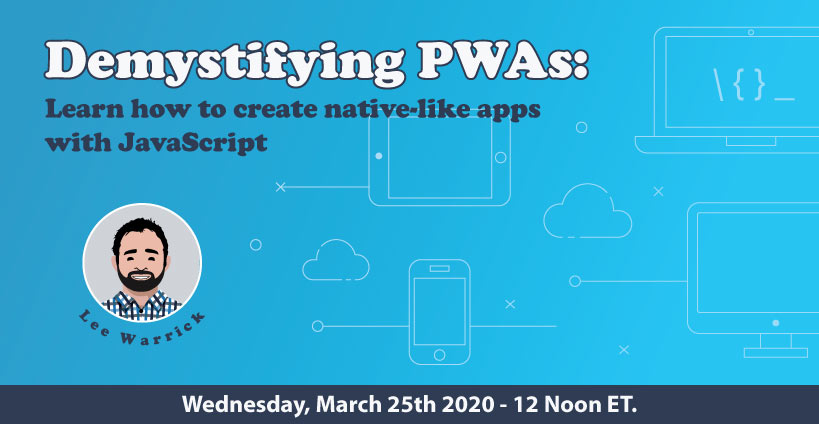 Demystifying PWAs:
Learn how to create native-like apps
with JavaScript
\{}_
Lee Warrick
Wednesday, March 25th 2020 - 12 Noon ET.